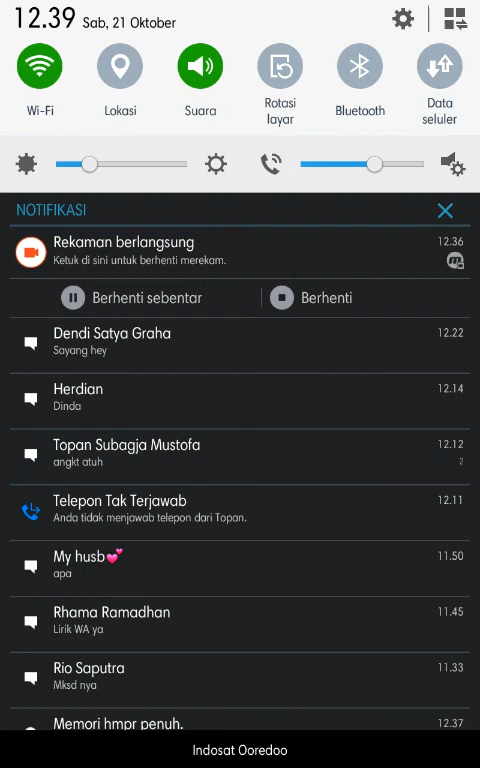 12.39 Sab, 21 Oktober
Wi-Fi
Lokasi
Suara
Rotasi
layar
Bluetooth
Data
seluler
NOTIFIKASI
Rekaman berlangsung
12.36
Ketuk di sini untuk berhenti merekam.
Berhenti sebentar
Berhenti
Dendi Satya Graha
12.22
Sayang hey
Herdian
12.14
Dinda
Topan Subagja Mustofa
12.12
angkt atuh
2
Telepon Tak Terjawab
12.11
Anda tidak menjawab telepon dari Topan.
My husb💕
11.50
apa
Rhama Ramadhan
11.45
Lirik WA ya
Rio Saputra
11.33
Mksd nya
Memori hmpr penuh.
12.37
Indosat Ooredoo